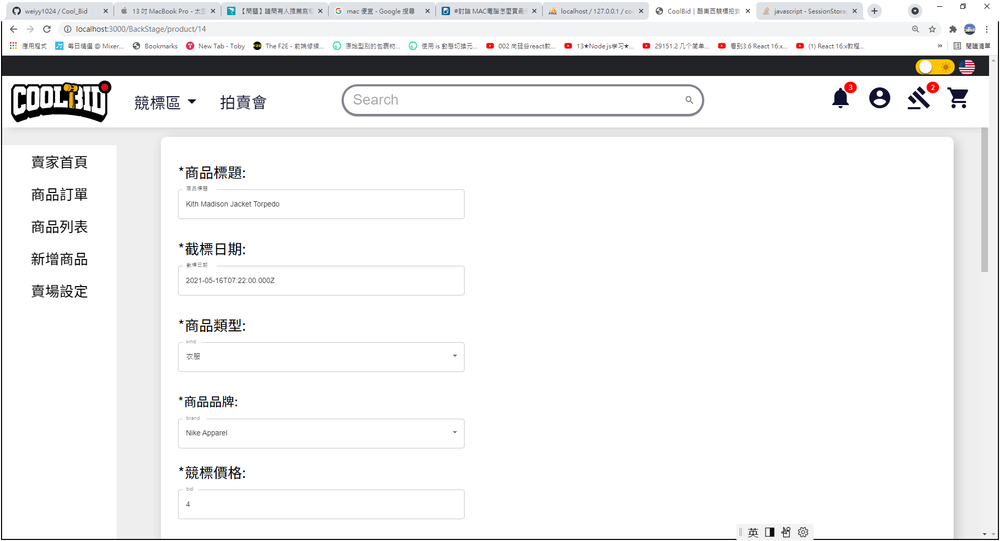 weiyy1024 / Cool_Bid
13 吋 MacBook Pro - 太空
【問題】請問有人推薦寫程
mac 便宜 - Google 搜尋
#討論 MAC電腦怎麼買最便
localhost / 127.0.0.1 / coo
CoolBid | 酷東西競標拍賣
javascript - SessionStorag
localhost:3000/BackStage/product/14
應用程式
每日精選 @ Mixer...
Bookmarks
New Tab - Toby
The F2E - 前端修練...
原始型別的包裹物...
使用 is 動態切換元...
002 尚硅谷react教...
13★Node.js学习★...
29151.2 几个简单...
看到3.6 React 16.x...
(1) React 16.x教程...
»
閱讀清單
COOLBID
競標區
拍賣會
Search
3
2
賣家首頁
商品訂單
商品列表
新增商品
賣場設定
*商品標題:
商品標題
Kith Madison Jacket Torpedo
*截標日期:
截標日期
2021-05-16T07:22:00.000Z
*商品類型:
kind
衣服
*商品品牌:
brand
Nike Apparel
*競標價格:
bid
4
英